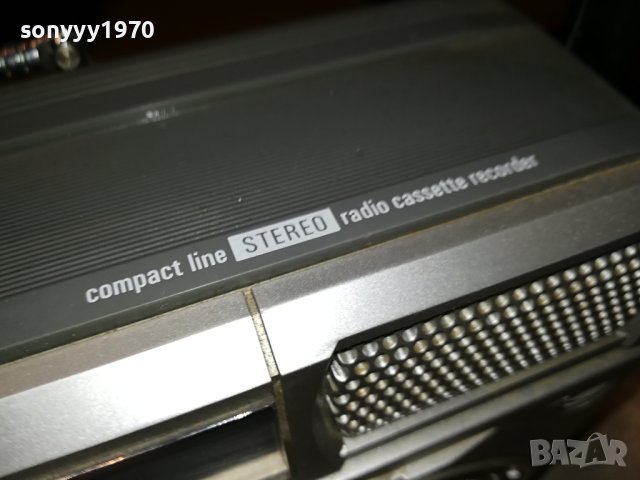 sonyyy1970
compact line STEREO radio cassette recorder
BAZAR